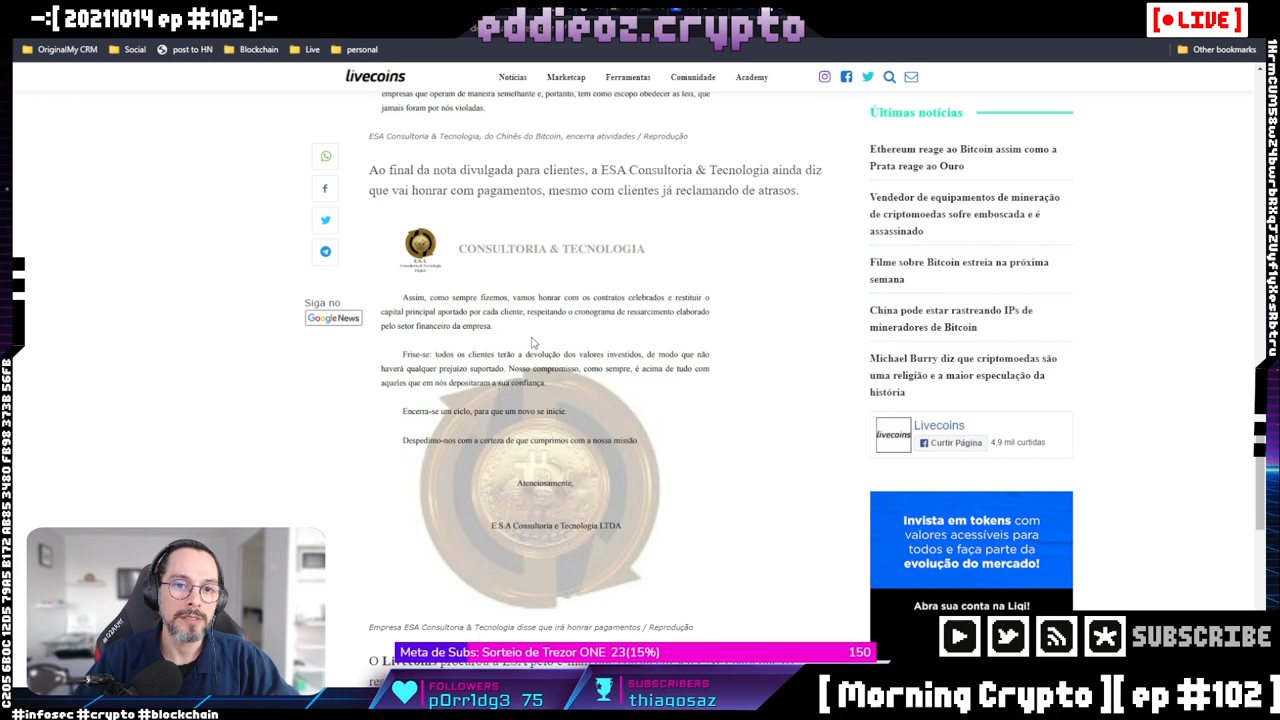 -:[ 20211014 ep #102 ]:-
eddieoz.crypto
[● LIVE]
OriginalMy CRM
Social
post to HN
Blockchain
Live
personal
Other bookmarks
livecoins
Notícias
Marketcap
Ferramentas
Comunidade
Academy
empresas que operam de maneira semelhante e, portanto, tem como escopo obedecer as leis, que
jamais foram por nós violadas.
ESA Consultoria & Tecnologia, do Chinês do Bitcoin, encerra atividades / Reprodução
Ao final da nota divulgada para clientes, a ESA Consultoria & Tecnologia ainda diz
que vai honrar com pagamentos, mesmo com clientes já reclamando de atrasos.
E.S.A
Consultoria & Tecnologia
Digital
CONSULTORIA & TECNOLOGIA
Assim, como sempre fizemos, vamos honrar com os contratos celebrados e restituir o
capital principal aportado por cada cliente, respeitando o cronograma de ressarcimento elaborado
pelo setor financeiro da empresa.
Frise-se: todos os clientes terão a devolução dos valores investidos, de modo que não
haverá qualquer prejuízo suportado. Nosso compromisso, como sempre, é acima de tudo com
aqueles que em nós depositaram a sua confiança.
Encerra-se um ciclo, para que um novo se inicie.
Despedimo-nos com a certeza de que cumprimos com a nossa missão.
Atenciosamente,
E.S.A Consultoria e Tecnologia LTDA
Empresa ESA Consultoria & Tecnologia disse que irá honrar pagamentos / Reprodução
Siga no
Google News
Últimas notícias
Ethereum reage ao Bitcoin assim como a
Prata reage ao Ouro
Vendedor de equipamentos de mineração
de criptomoedas sofre emboscada e é
assassinado
Filme sobre Bitcoin estreia na próxima
semana
China pode estar rastreando IPs de
mineradores de Bitcoin
Michael Burry diz que criptomoedas são
uma religião e a maior especulação da
história
livecoins
Livecoins
Curtir Página
4,9 mil curtidas
Invista em tokens com
valores acessíveis para
todos e faça parte da
evolução do mercado!
Abra sua conta na Liqi!
Meta de Subs: Sorteio de Trezor ONE 23(15%)
150
FOLLOWERS
p0rr1dg3_75
SUBSCRIBERS
thiagosaz
SUBSCRIBE
[ Morning Crypto ] ep #102
#infosec #crypto #blockchain